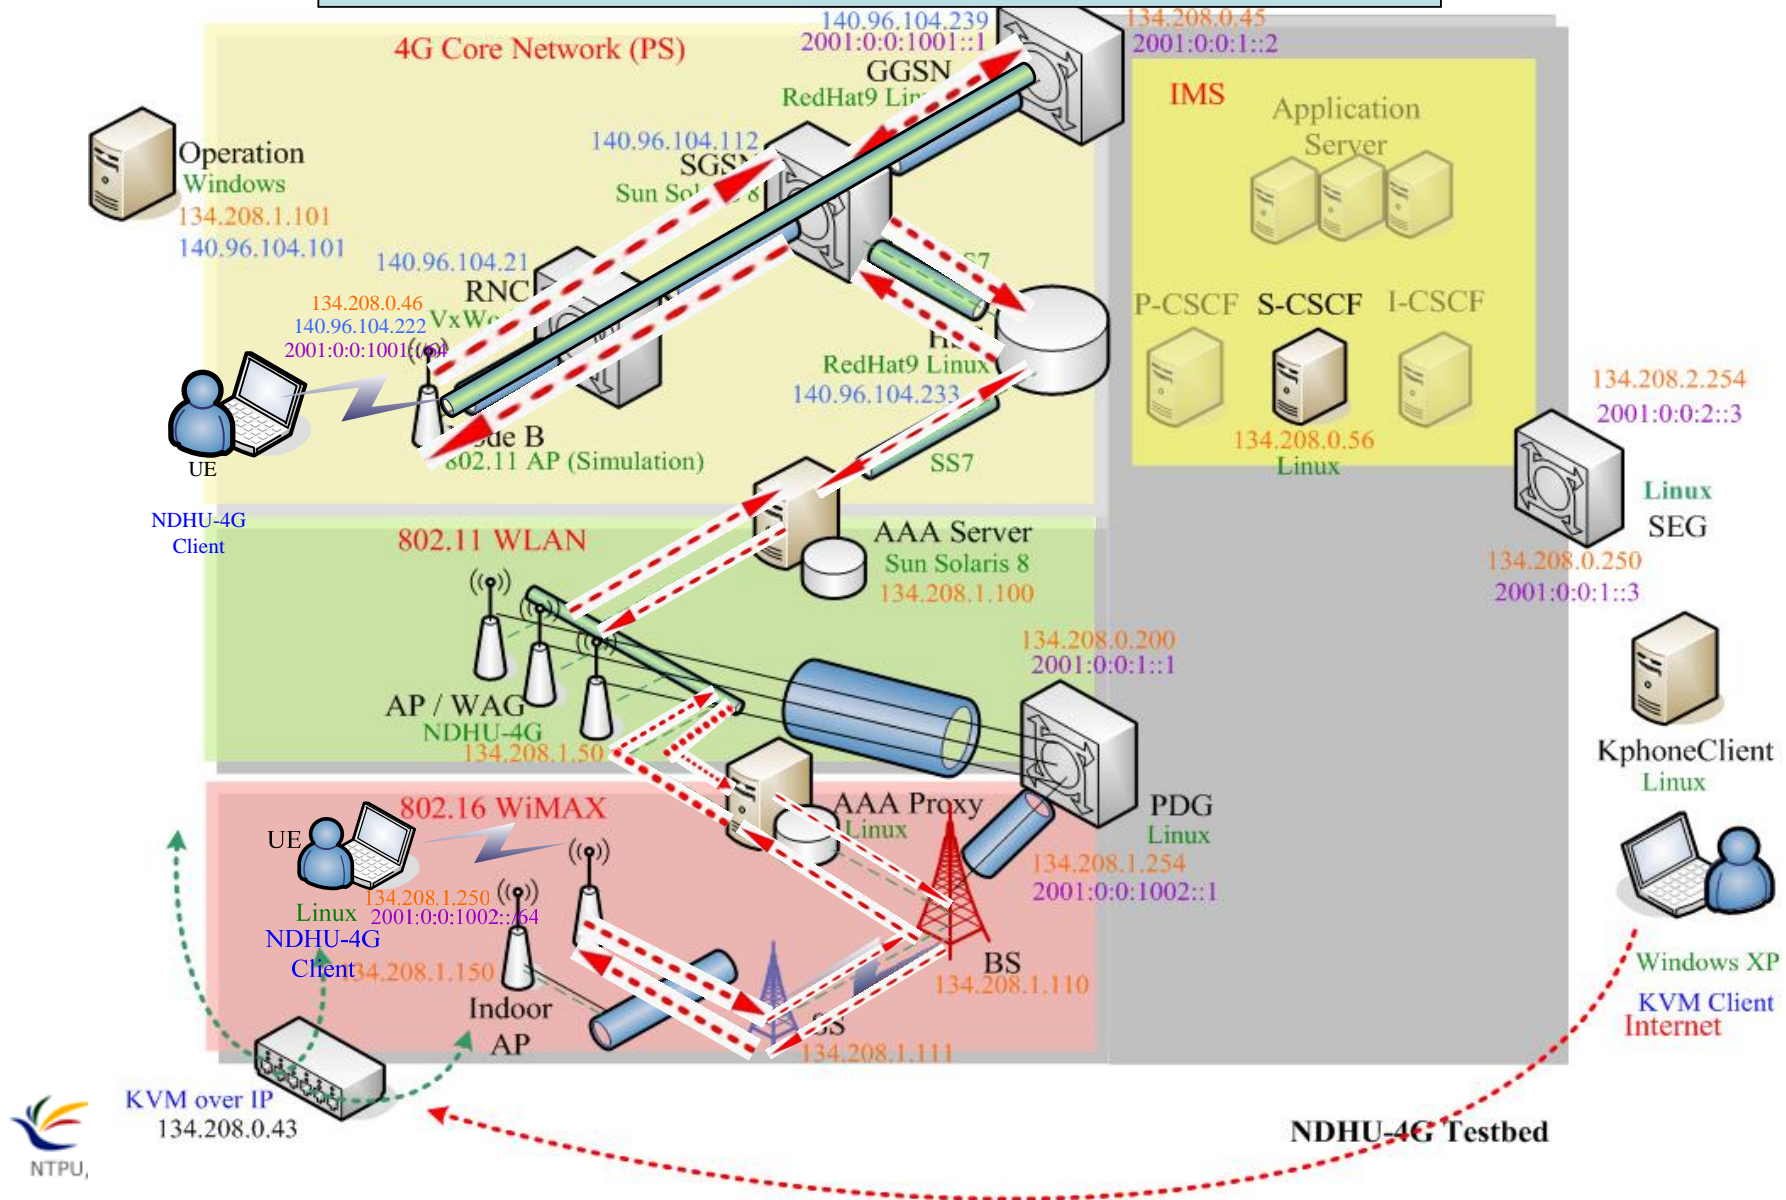 4G Core Network (PS)
140.96.104.239
2001:0:0:1001::1
GGSN
134.208.0.45
2001:0:0:1::2
IMS
Application
Server
Operation
Windows
134.208.1.101
140.96.104.101
140.96.104.112
Sun
8
140.96.104.21
RNC
134.208.0.46
140.96.104.222
UE
NDHU-4G
Client
B
802.11 AP (Simulation)
RedHat9 Linux
140.96.104.233
SS7
P-CSCF
S-CSCF
I-CSCF
134.208.0.56
Linux
134.208.2.254
2001:0:0:2::3
Linux
SEG
134.208.0.250
2001:0:0:1::3
802.11 WLAN
AAA Server
Sun Solaris 8
134.208.1.100
AP / WAG
NDHU-4G
134.208.1.50
134.208.0.200
2001:0:0:1::1
PDG
Linux
134.208.1.254
2001:0:0:1002::1
KphoneClient
Linux
802.16 WiMAX
AAA Proxy
Linux
UE
134.208.1.250
Linux
2001:0:0:1002::/64
NDHU-4G
Client
134.208.1.150
Indoor
AP
BS
134.208.1.110
SS
134.208.1.111
Windows XP
KVM Client
Internet
KVM over IP
134.208.0.43
NDHU-4G Testbed
NTPU,